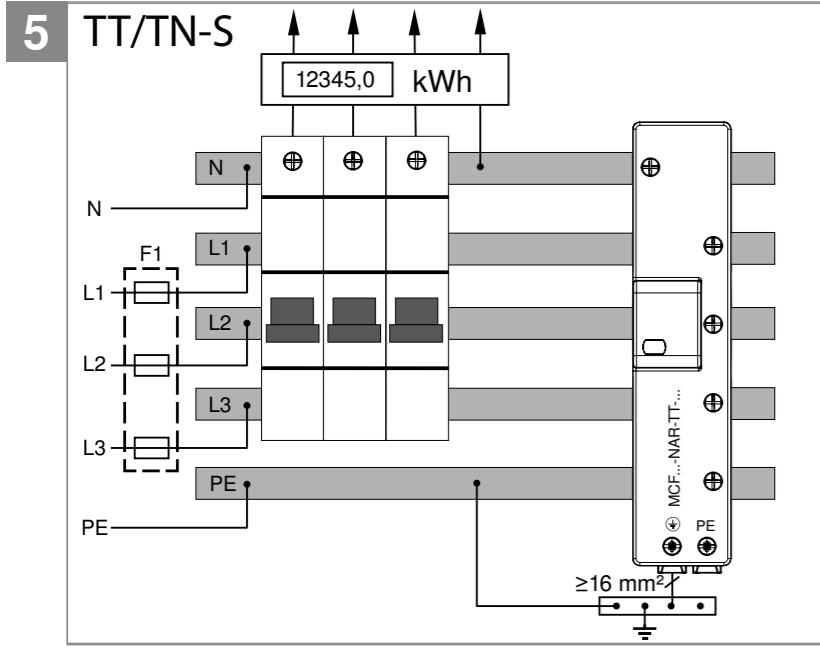 5 TT/TN-S
12345,0 kWh
N
N
F1
L1
L1
L2
L2
L3
L3
PE
PE
MCF...-NAR-TT-...
PE
≥16 mm²